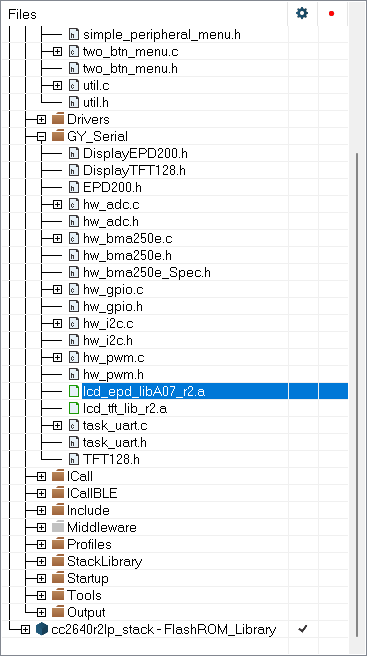 Files
simple_peripheral_menu.h
two_btn_menu.c
two_btn_menu.h
util.c
util.h
Drivers
GY_Serial
DisplayEPD200.h
DisplayTFT128.h
EPD200.h
hw_adc.c
hw_adc.h
hw_bma250e.c
hw_bma250e.h
hw_bma250e_Spec.h
hw_gpio.c
hw_gpio.h
hw_i2c.c
hw_i2c.h
hw_pwm.c
hw_pwm.h
lcd_epd_libA07_r2.a
lcd_tft_lib_r2.a
task_uart.c
task_uart.h
TFT128.h
ICall
ICallBLE
Include
Middleware
Profiles
StackLibrary
Startup
Tools
Output
cc2640r2lp_stack - FlashROM_Library